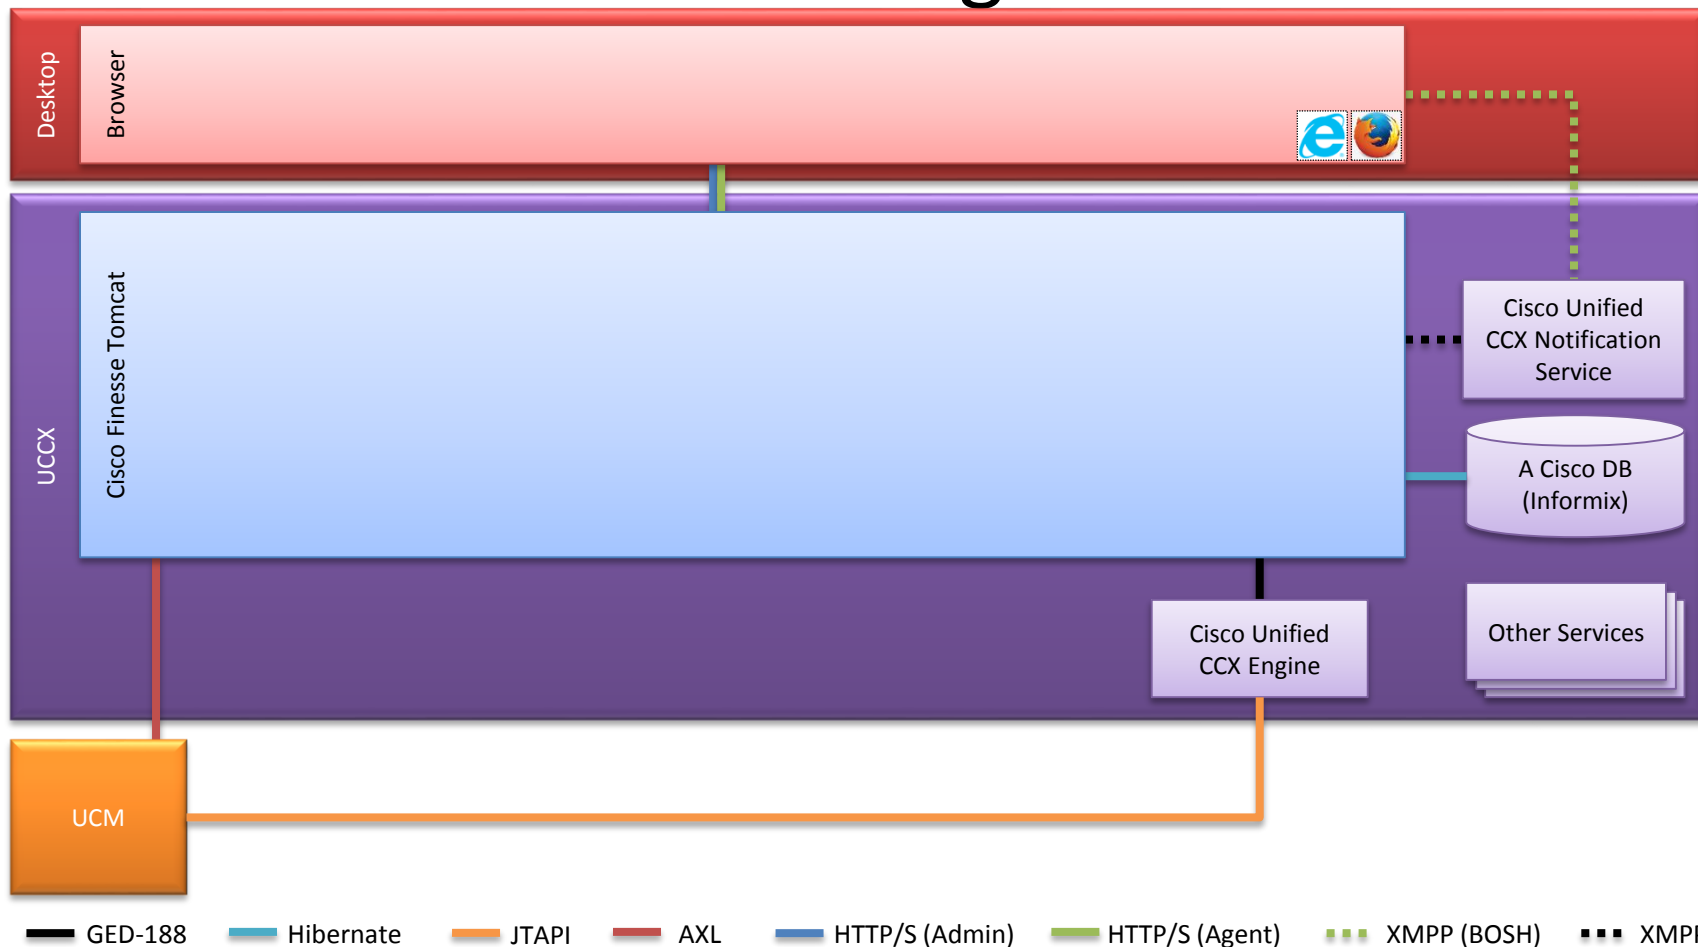 Desktop
Browser
UCCX
Cisco Finesse Tomcat
Cisco Unified
CCX Notification
Service
A Cisco DB
(Informix)
Cisco Unified
CCX Engine
Other Services
UCM
GED-188 Hibernate JTAPI AXL HTTP/S (Admin) HTTP/S (Agent) XMPP (BOSH) XMPP